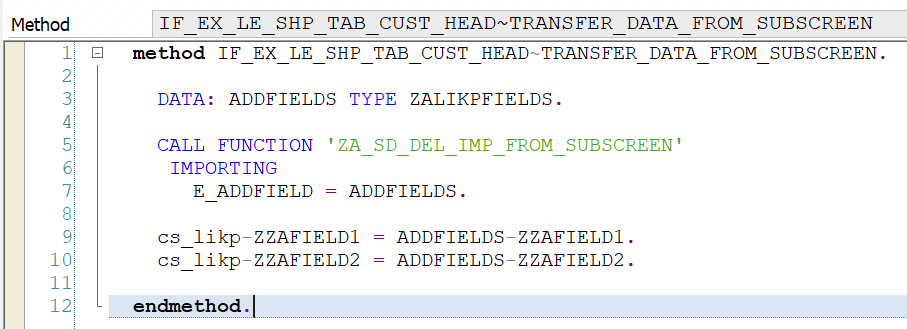 Method IF_EX_LE_SHP_TAB_CUST_HEAD~TRANSFER_DATA_FROM_SUBSCREEN
1 method IF_EX_LE_SHP_TAB_CUST_HEAD~TRANSFER_DATA_FROM_SUBSCREEN.
2
3 DATA: ADDFIELDS TYPE ZALIKPFIELDS.
4
5 CALL FUNCTION 'ZA_SD_DEL_IMP_FROM_SUBSCREEN'
6 IMPORTING
7 E_ADDFIELD = ADDFIELDS.
8
9 cs_likp-ZZAFIELD1 = ADDFIELDS-ZZAFIELD1.
10 cs_likp-ZZAFIELD2 = ADDFIELDS-ZZAFIELD2.
11
12 endmethod.